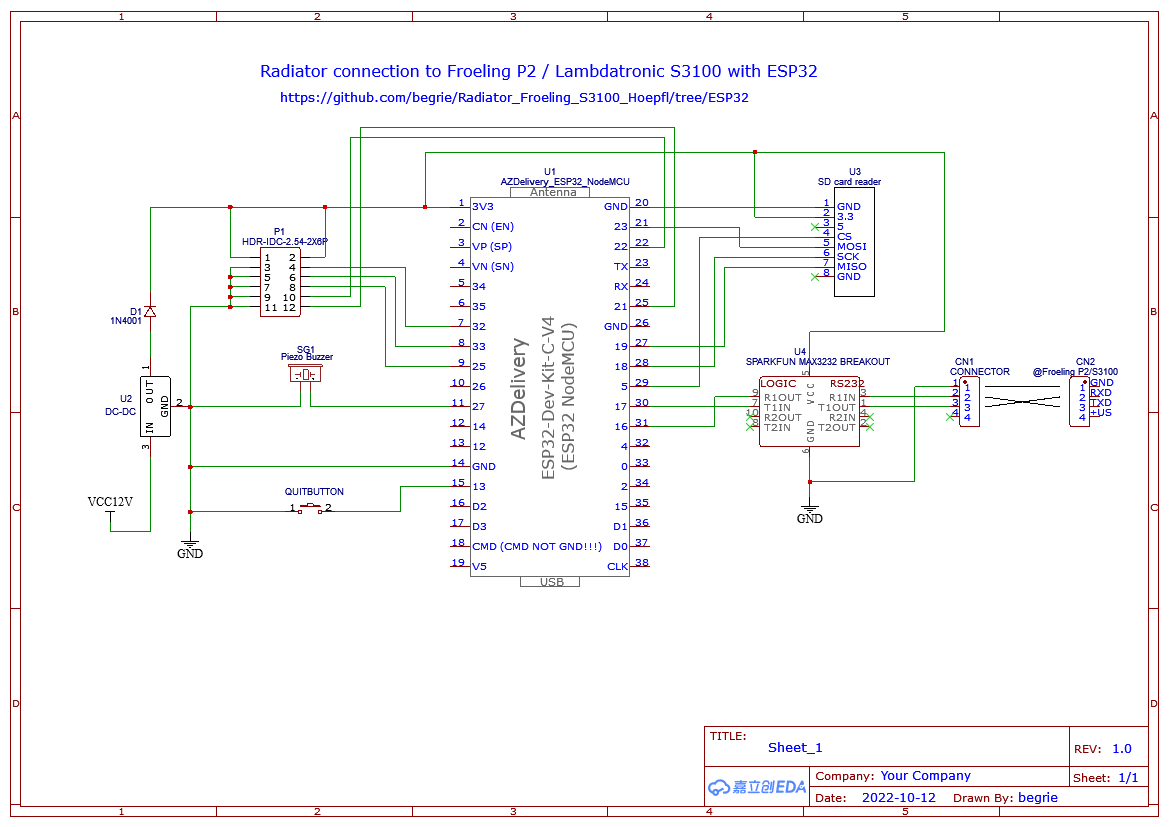 1 2 3 4 5
Radiator connection to Froeling P2 / Lambdatronic S3100 with ESP32
https://github.com/begrie/Radiator_Froeling_S3100_Hoepfl/tree/ESP32
A A
U1
AZDelivery_ESP32_NodeMCU
Antenna
1 3V3
2 CN (EN)
3 VP (SP)
4 VN (SN)
5 34
6 35
7 32
8 33
9 25
10 26
11 27
12 14
13 12
14 GND
15 13
16 D2
17 D3
18 CMD (CMD NOT GND!!!)
19 V5
GND 20
23 21
22 22
TX 23
RX 24
21 25
GND 26
19 27
18 28
5 29
17 30
16 31
4 32
0 33
2 34
15 35
D1 36
D0 37
CLK 38
AZDelivery
ESP32-Dev-Kit-C-V4
(ESP32 NodeMCU)
USB
U3
SD card reader
1 GND
2 3.3
3 5
4 CS
5 MOSI
6 SCK
7 MISO
8 GND
P1
HDR-IDC-2.54-2X6P
1 2
3 4
5 6
7 8
9 10
11 12
B B
D1
1N4001
SG1
Piezo Buzzer
U2
DC-DC
1 OUT
GND 2
3 IN
U4
SPARKFUN MAX3232 BREAKOUT
LOGIC RS232
5 VCC
9 R1OUT R1IN 3
7 T1IN T1OUT 1
10 R2OUT R2IN 4
8 T2IN T2OUT 2
GND 6
CN1
CONNECTOR
1 1
2 2
3 3
4 4
CN2
@Froeling P2/S3100
1 GND
2 RXD
3 TXD
4 +US
C C
VCC12V
QUITBUTTON
1 2
GND
GND
D D
TITLE:
Sheet_1
REV: 1.0
嘉立创EDA
Company: Your Company
Sheet: 1/1
Date: 2022-10-12 Drawn By: begrie
1 2 3 4 5